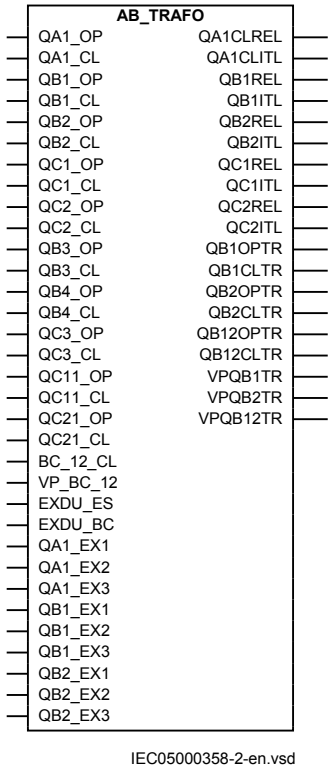 AB_TRAFO
QA1_OP QA1CLREL
QA1_CL QA1CLITL
QB1_OP QB1REL
QB1_CL QB1ITL
QB2_OP QB2REL
QB2_CL QB2ITL
QC1_OP QC1REL
QC1_CL QC1ITL
QC2_OP QC2REL
QC2_CL QC2ITL
QB3_OP QB1OPTR
QB3_CL QB1CLTR
QB4_OP QB2OPTR
QB4_CL QB2CLTR
QC3_OP QB12OPTR
QC3_CL QB12CLTR
QC11_OP VPQB1TR
QC11_CL VPQB2TR
QC21_OP VPQB12TR
QC21_CL
BC_12_CL
VP_BC_12
EXDU_ES
EXDU_BC
QA1_EX1
QA1_EX2
QA1_EX3
QB1_EX1
QB1_EX2
QB1_EX3
QB2_EX1
QB2_EX2
QB2_EX3
IEC05000358-2-en.vsd